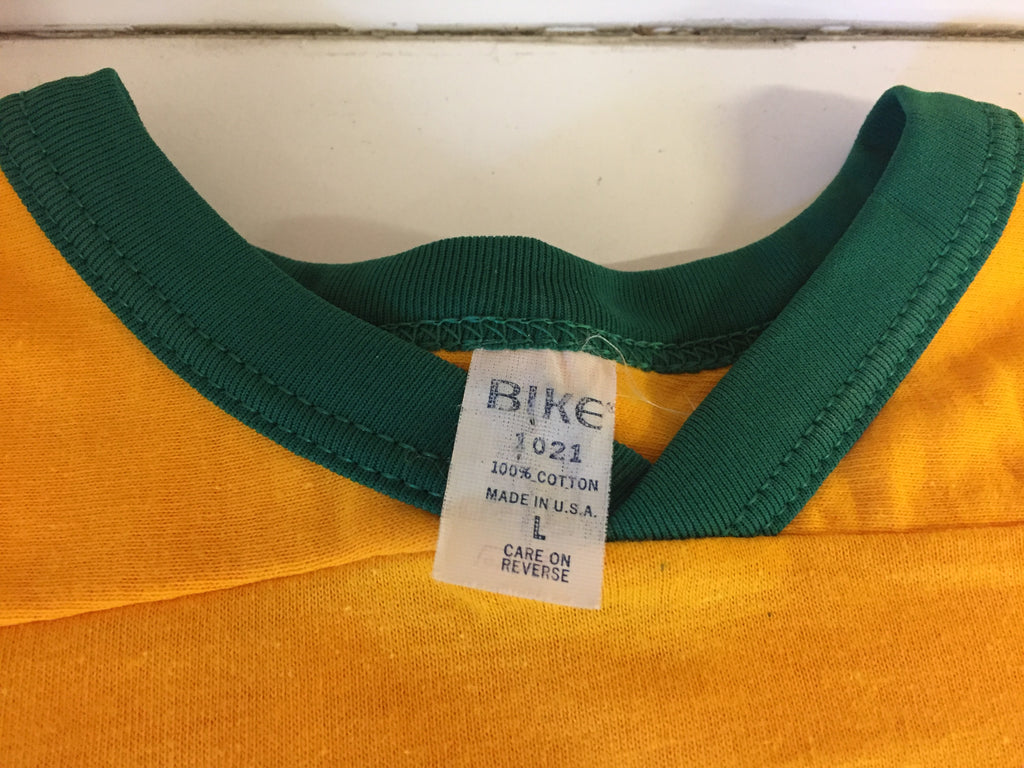 BIKE®
1021
100% COTTON
MADE IN U.S.A.
L
CARE ON
REVERSE